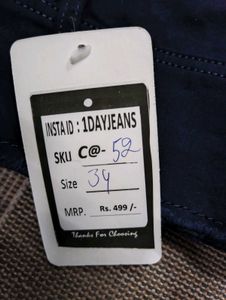 INSTA ID : 1DAYJEANS
SKU C@- 52
Size 34
MRP. Rs. 499 /-
Thanks For Choosing